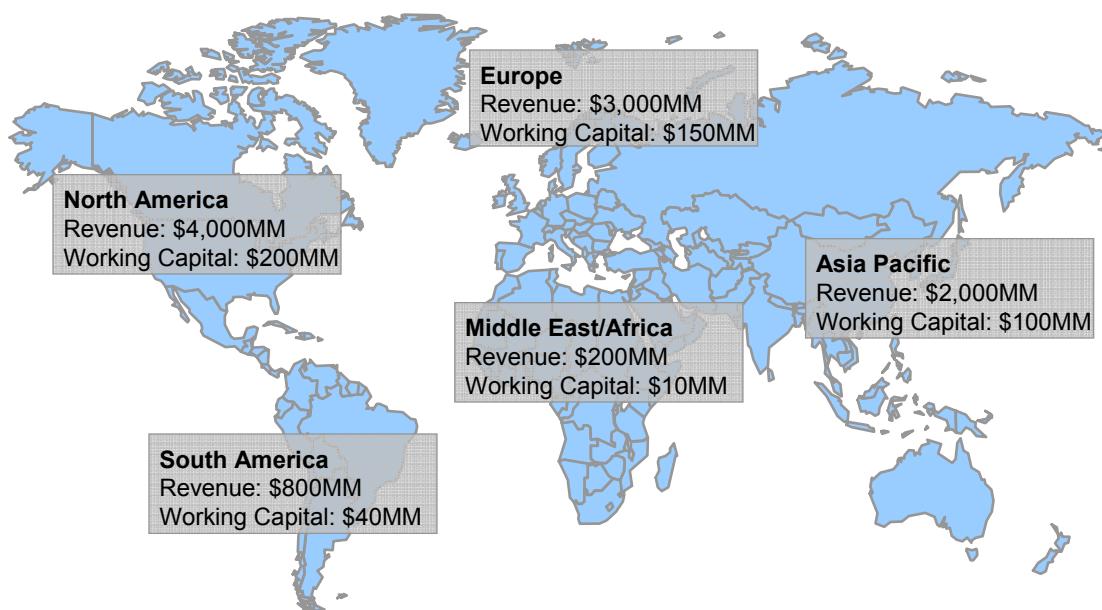 Europe
Revenue: $3,000MM
Working Capital: $150MM
North America
Revenue: $4,000MM
Working Capital: $200MM
Asia Pacific
Revenue: $2,000MM
Working Capital: $100MM
Middle East/Africa
Revenue: $200MM
Working Capital: $10MM
South America
Revenue: $800MM
Working Capital: $40MM